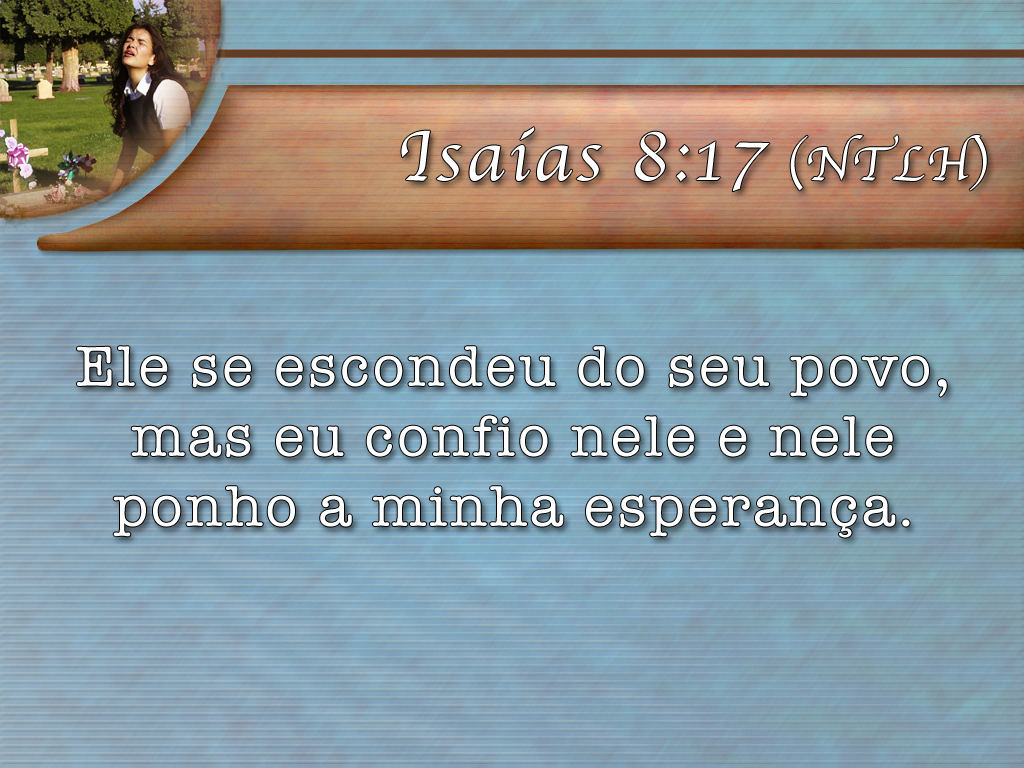 Isaías 8:17 (NTLH)
Ele se escondeu do seu povo,
mas eu confio nele e nele
ponho a minha esperança.